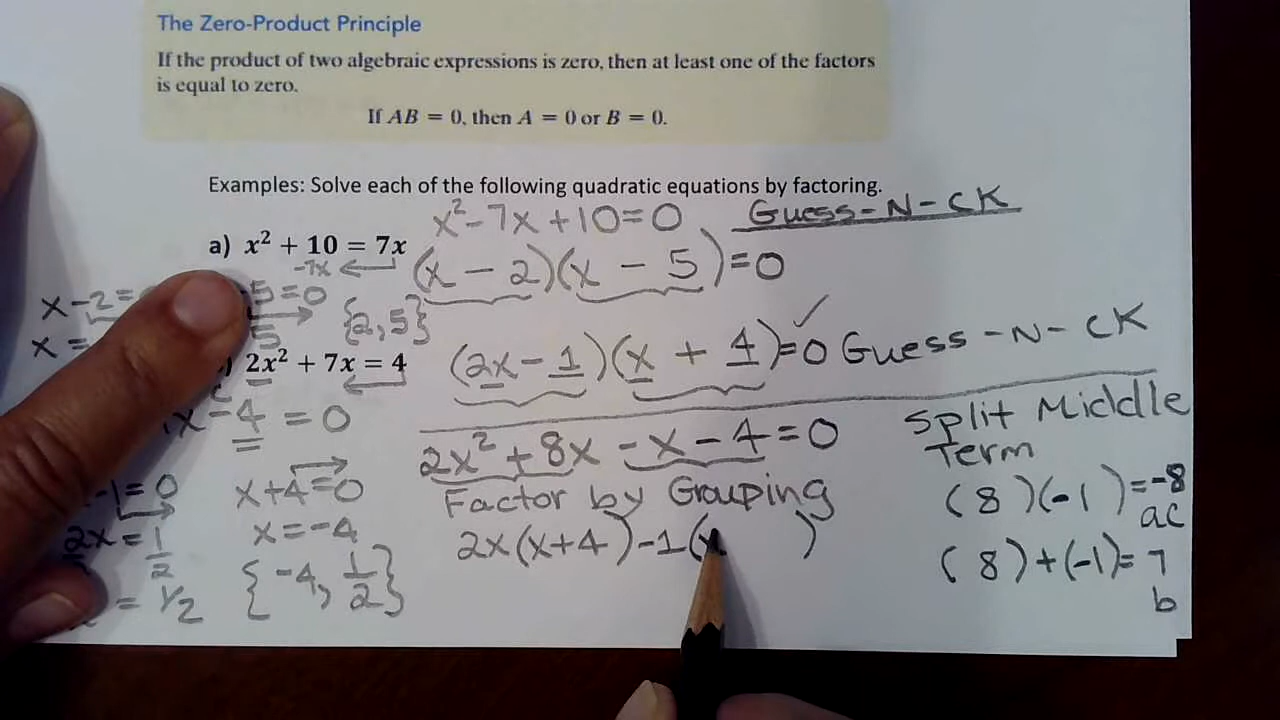 The Zero-Product Principle
If the product of two algebraic expressions is zero, then at least one of the factors
is equal to zero.
If AB = 0, then A = 0 or B = 0.
Examples: Solve each of the following quadratic equations by factoring.
x² - 7x + 10 = 0
Guess-N-CK
a) x² + 10 = 7x
-7x
(x - 2)(x - 5) = 0
x - 2 =
5 = 0
x =
5
{2,5}
) 2x² + 7x = 4
(2x - 1)(x + 4) = 0 Guess-N-CK
x - 4 = 0
2x² + 8x - x - 4 = 0
Split Middle
Term
x + 4 = 0
-1 = 0
Factor by Grouping
(8)(-1) = -8
ac
x = -4
2x = 1
2
2
2x(x+4) - 1(x )
(8) + (-1) = 7
b
{-4, 1/2}
= 1/2